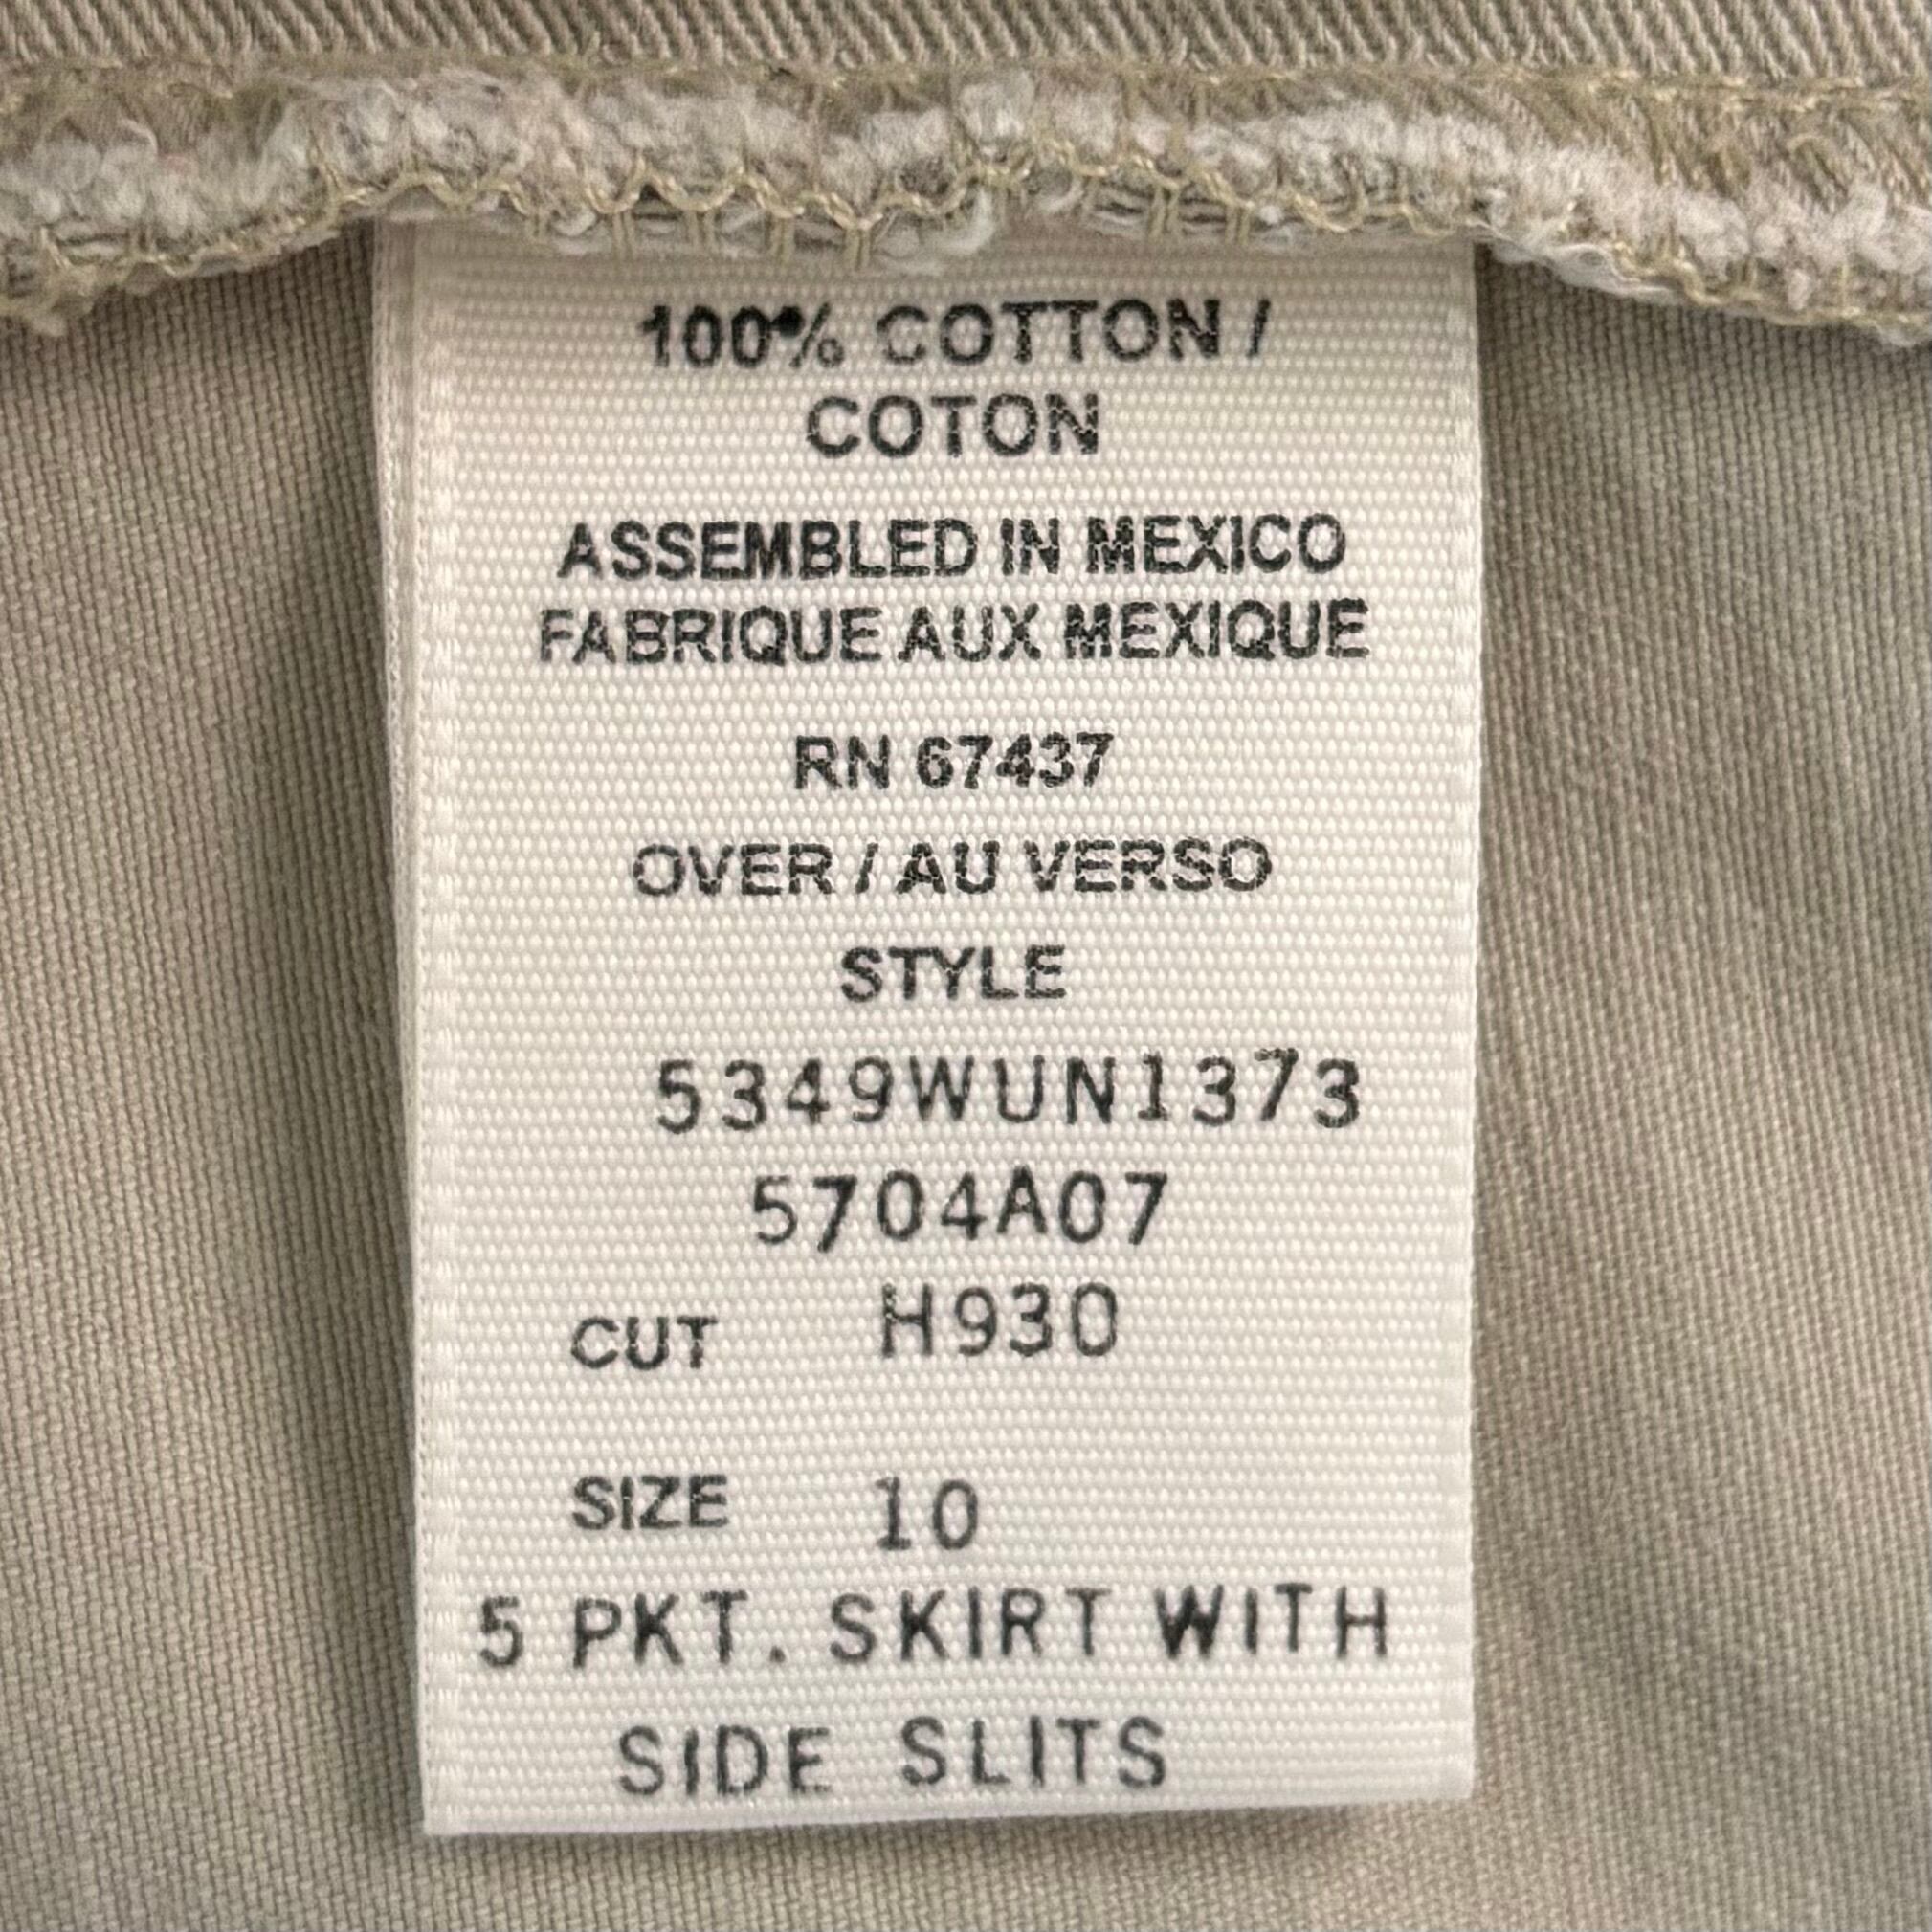 100% COTTON /
COTON
ASSEMBLED IN MEXICO
FABRIQUE AUX MEXIQUE
RN 67437
OVER / AU VERSO
STYLE
5349WUN1373
5704A07
CUT H930
SIZE 10
5 PKT. SKIRT WITH
SIDE SLITS